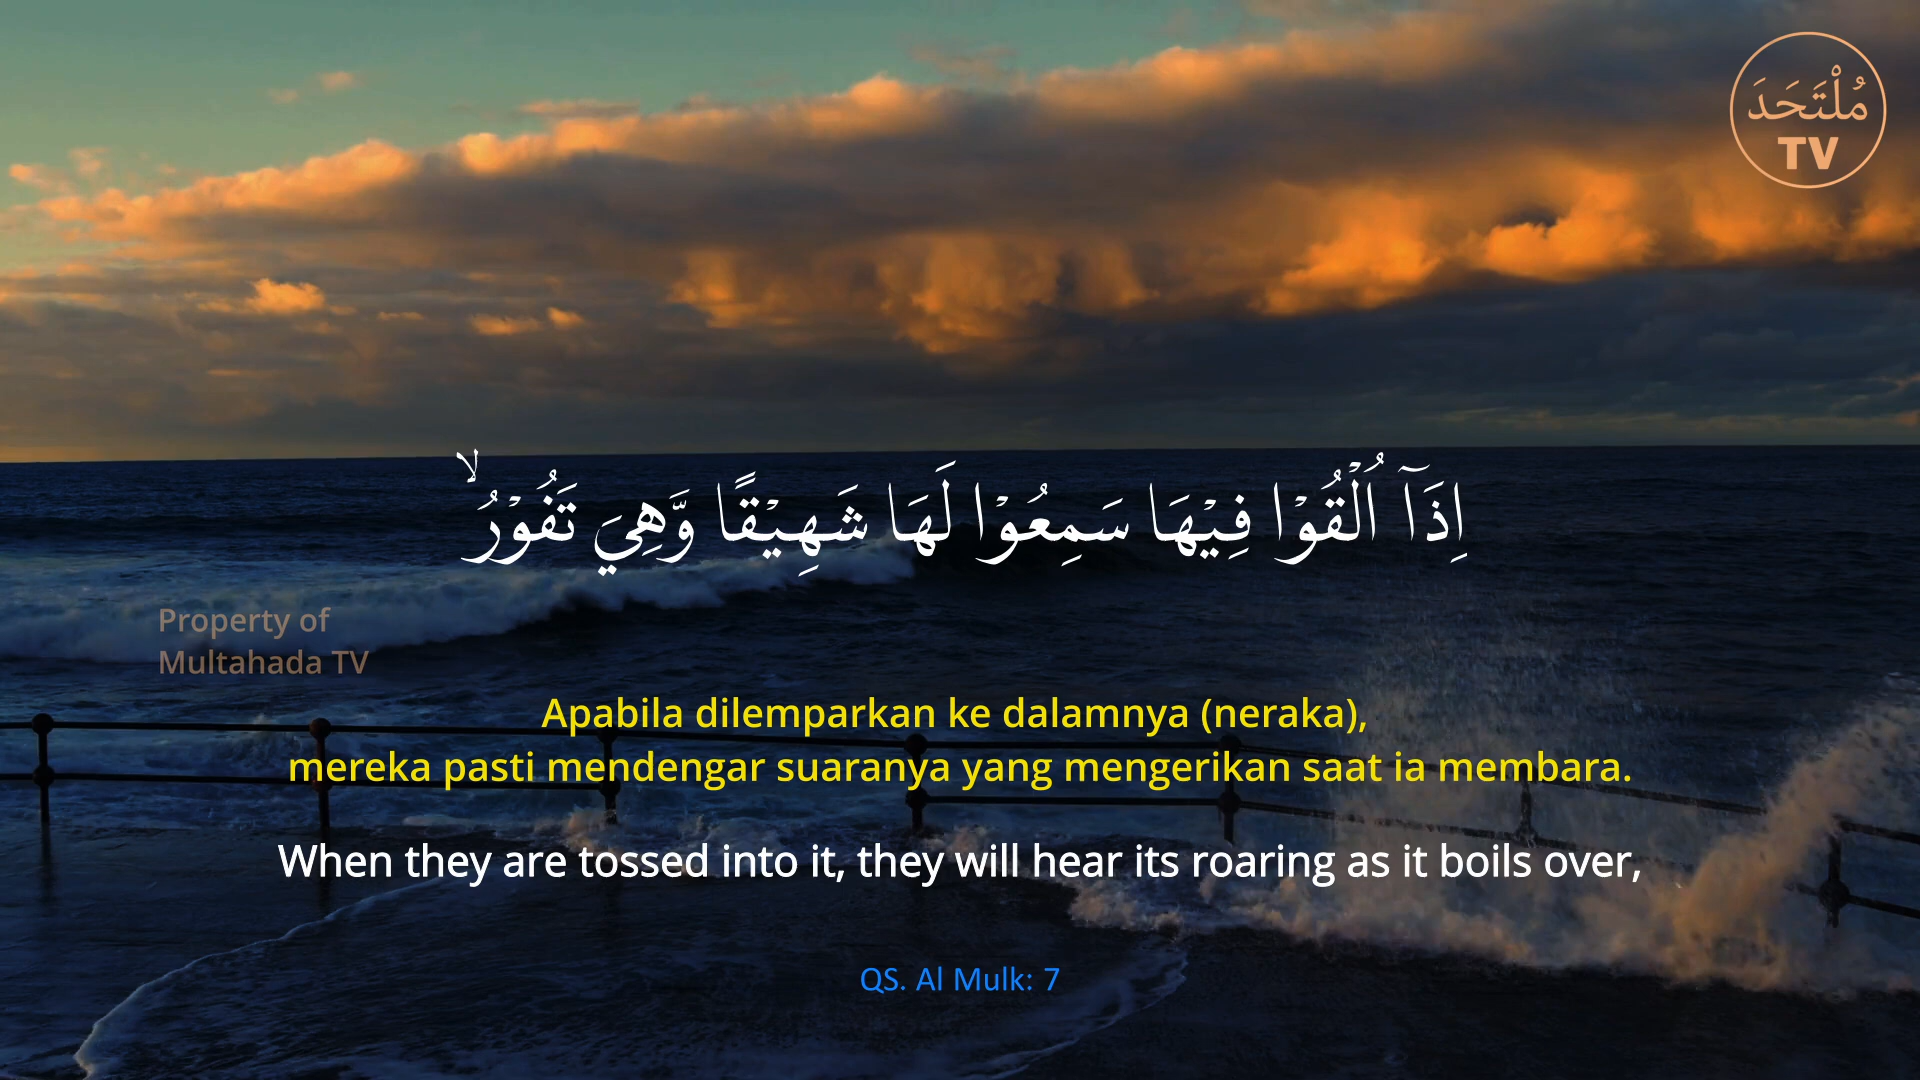 مُلْتَحَدَ
TV
اِذَآ اُلْقُوْا فِيْهَا سَمِعُوْا لَهَا شَهِيْقًا وَّهِيَ تَفُوْرُۙ
Property of
Multahada TV
Apabila dilemparkan ke dalamnya (neraka),
mereka pasti mendengar suaranya yang mengerikan saat ia membara.
When they are tossed into it, they will hear its roaring as it boils over,
QS. Al Mulk: 7